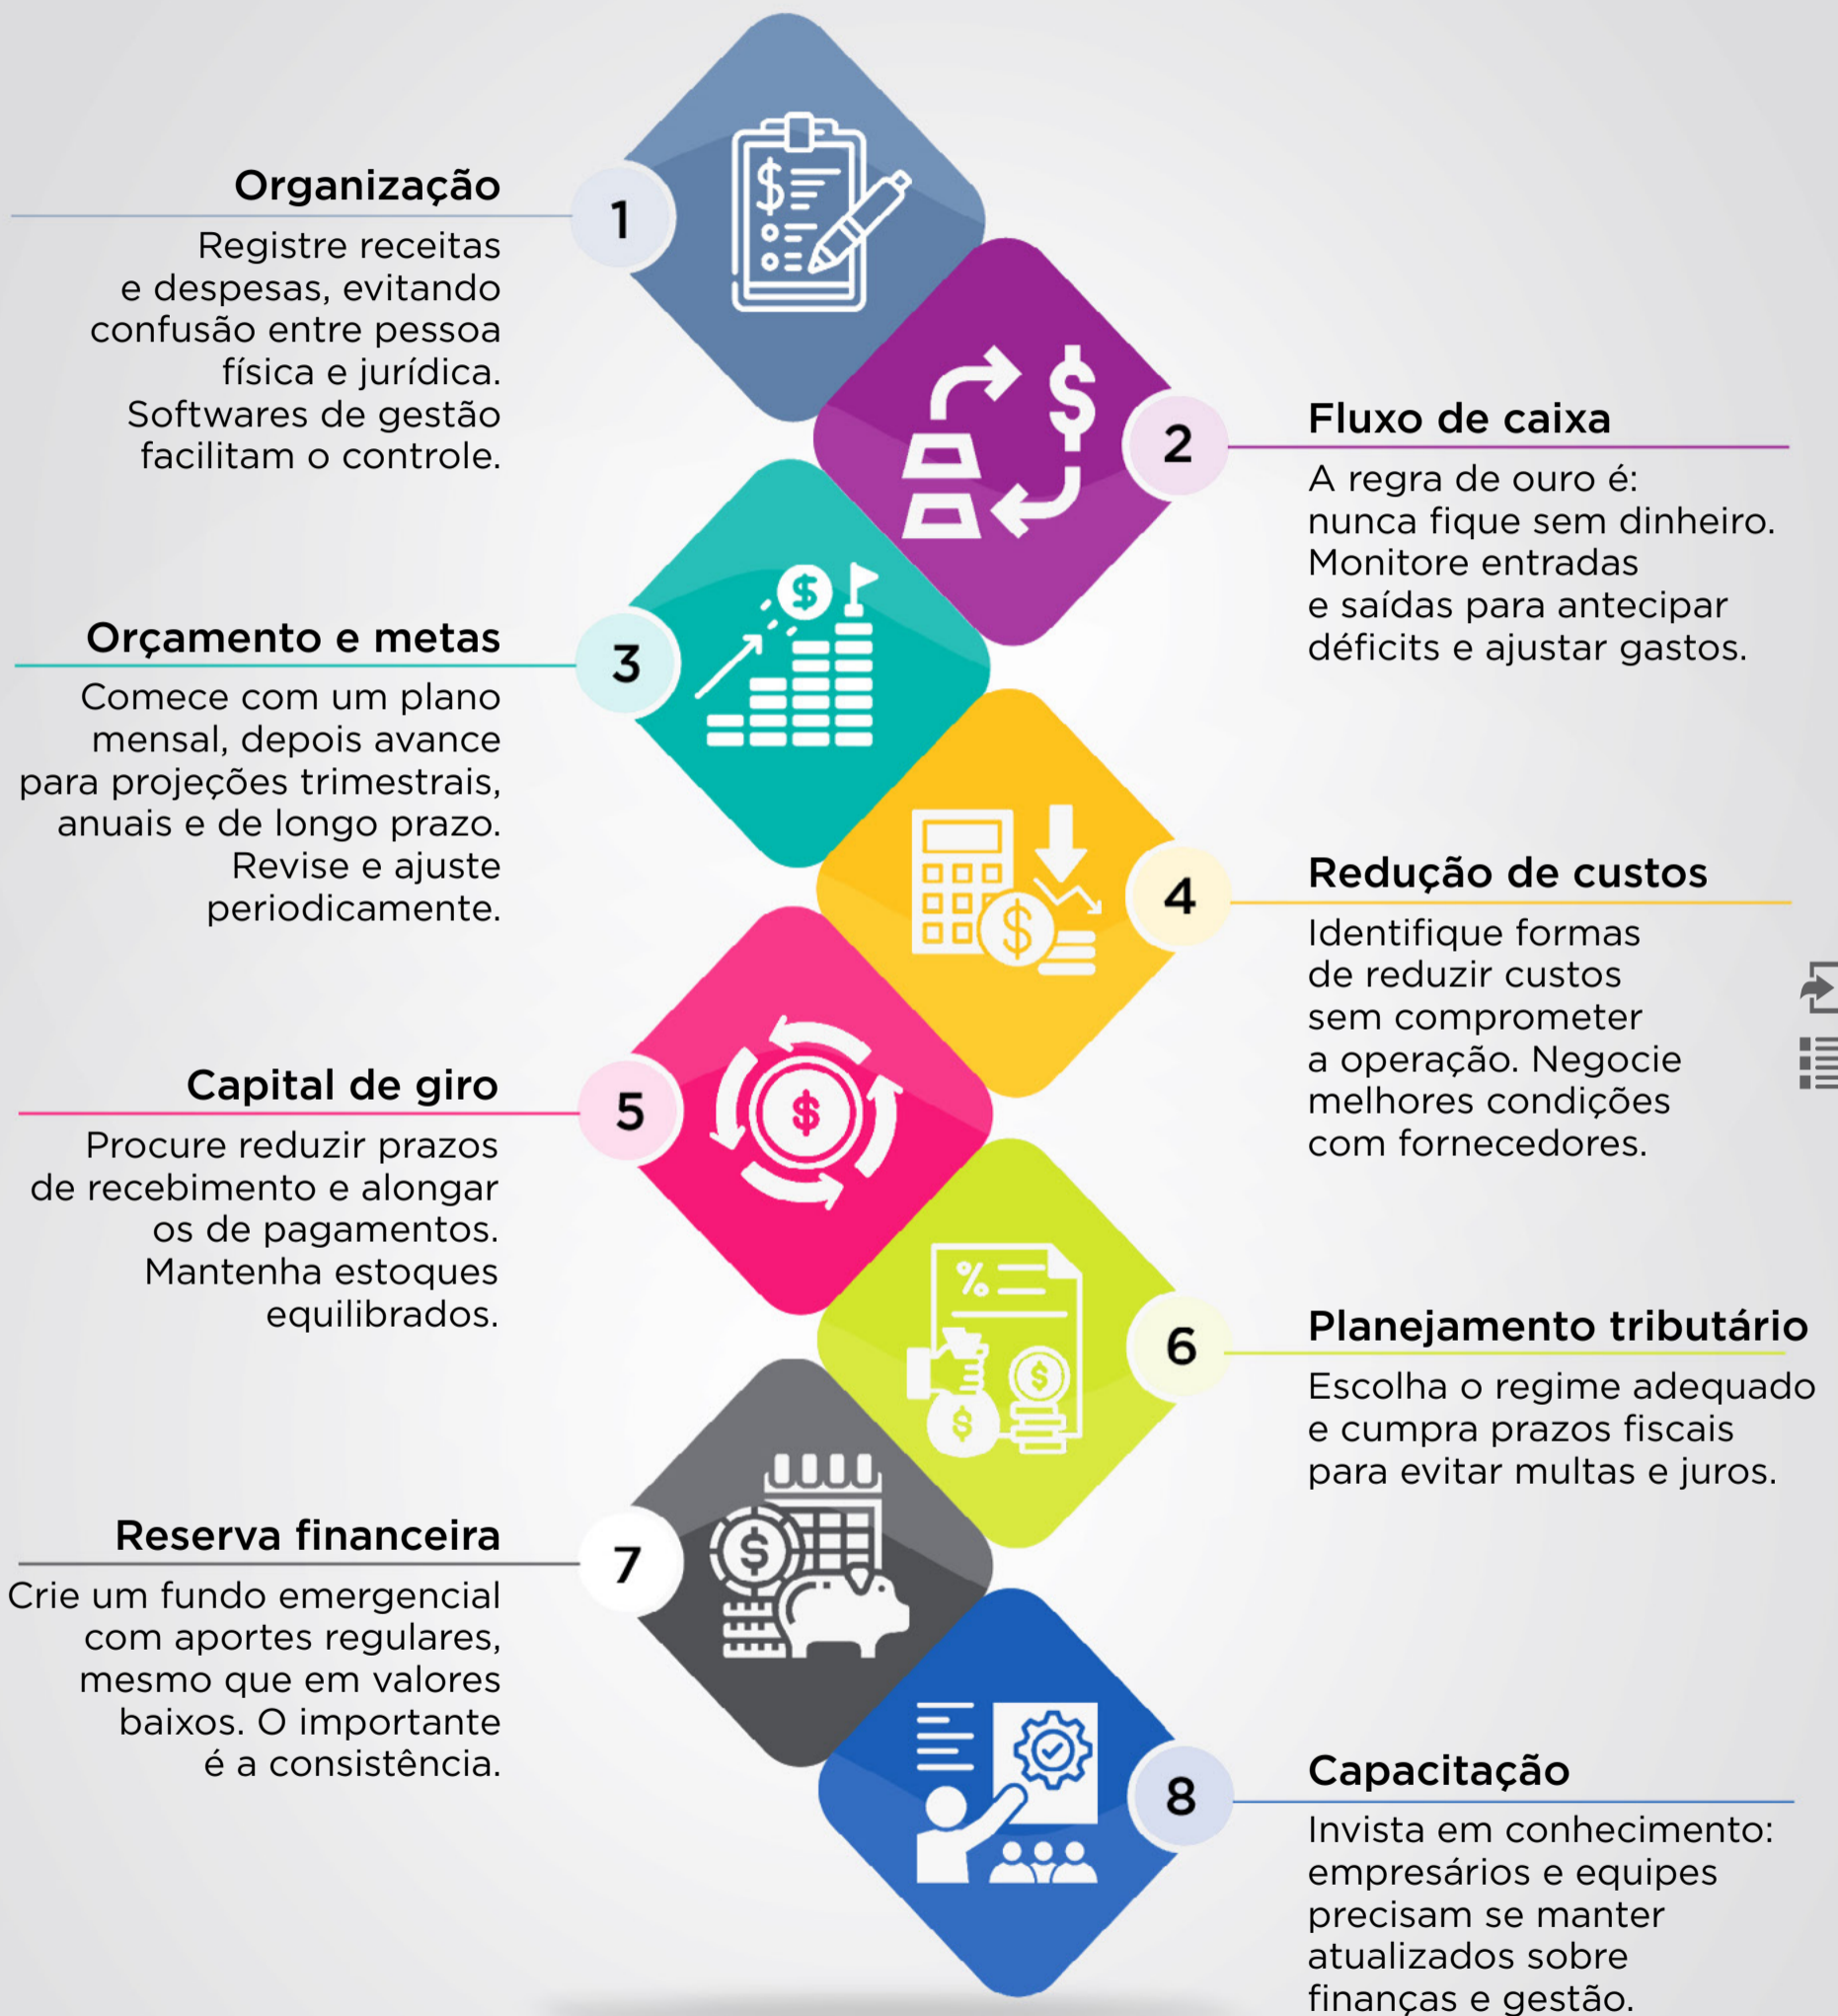 1
Organização
Registre receitas
e despesas, evitando
confusão entre pessoa
física e jurídica.
Softwares de gestão
facilitam o controle.
2
Fluxo de caixa
A regra de ouro é:
nunca fique sem dinheiro.
Monitore entradas
e saídas para antecipar
déficits e ajustar gastos.
3
Orçamento e metas
Comece com um plano
mensal, depois avance
para projeções trimestrais,
anuais e de longo prazo.
Revise e ajuste
periodicamente.
4
Redução de custos
Identifique formas
de reduzir custos
sem comprometer
a operação. Negocie
melhores condições
com fornecedores.
5
Capital de giro
Procure reduzir prazos
de recebimento e alongar
os de pagamentos.
Mantenha estoques
equilibrados.
6
Planejamento tributário
Escolha o regime adequado
e cumpra prazos fiscais
para evitar multas e juros.
7
Reserva financeira
Crie um fundo emergencial
com aportes regulares,
mesmo que em valores
baixos. O importante
é a consistência.
8
Capacitação
Invista em conhecimento:
empresários e equipes
precisam se manter
atualizados sobre
finanças e gestão.